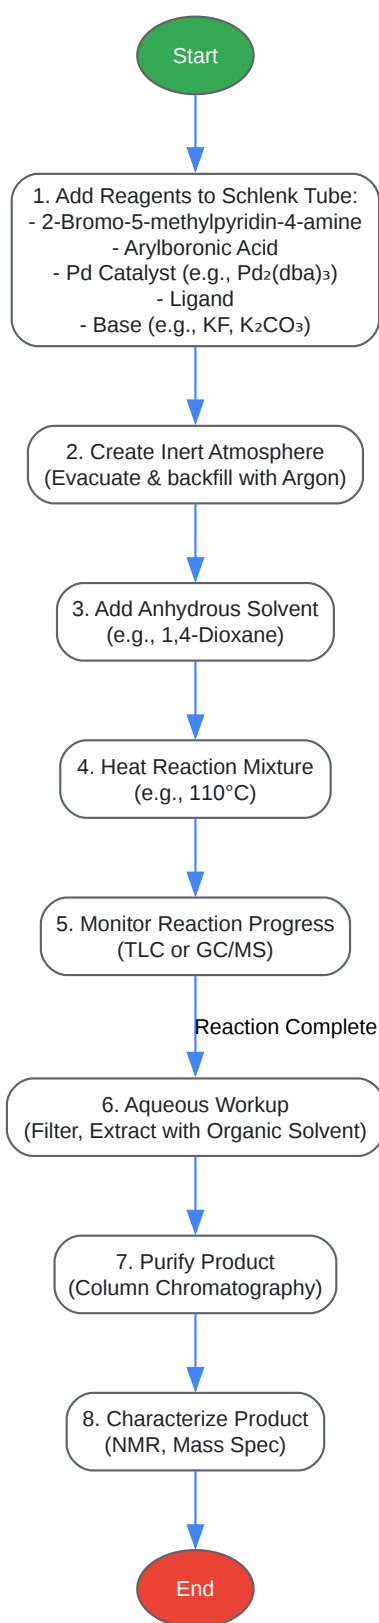 Start
1. Add Reagents to Schlenk Tube:
- 2-Bromo-5-methylpyridin-4-amine
- Arylboronic Acid
- Pd Catalyst (e.g., Pd₂(dba)₃)
- Ligand
- Base (e.g., KF, K₂CO₃)
2. Create Inert Atmosphere
(Evacuate & backfill with Argon)
3. Add Anhydrous Solvent
(e.g., 1,4-Dioxane)
4. Heat Reaction Mixture
(e.g., 110°C)
5. Monitor Reaction Progress
(TLC or GC/MS)
Reaction Complete
6. Aqueous Workup
(Filter, Extract with Organic Solvent)
7. Purify Product
(Column Chromatography)
8. Characterize Product
(NMR, Mass Spec)
End